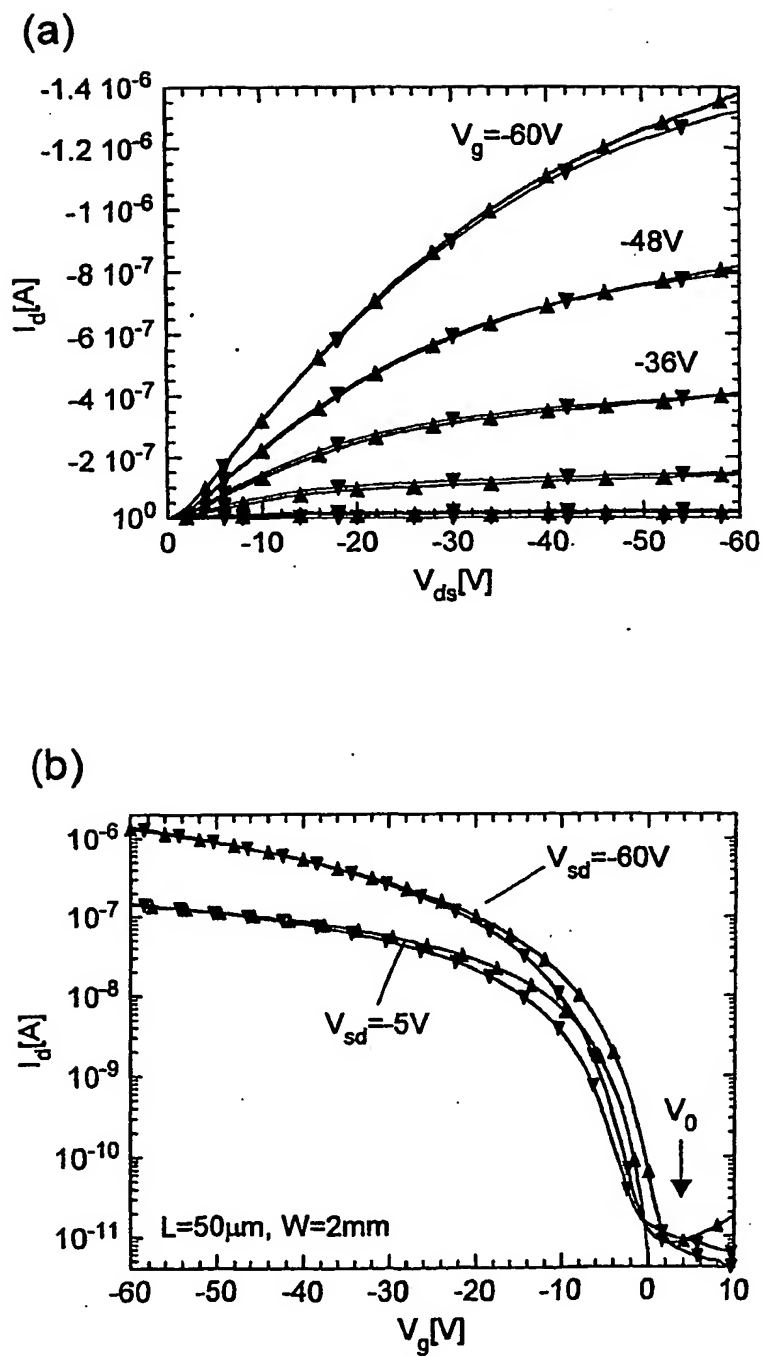 (a)
-1.4 10-6
-1.2 10-6
-1 10-6
-8 10-7
-6 10-7
-4 10-7
-2 10-7
100
Id[A]
Vg=-60V
-48V
-36V
0 -10 -20 -30 -40 -50 -60
Vds[V]
(b)
10-6
10-7
10-8
10-9
10-10
10-11
Id[A]
Vsd=-60V
Vsd=-5V
V0
L=50μm, W=2mm
-60 -50 -40 -30 -20 -10 0 10
Vg[V]